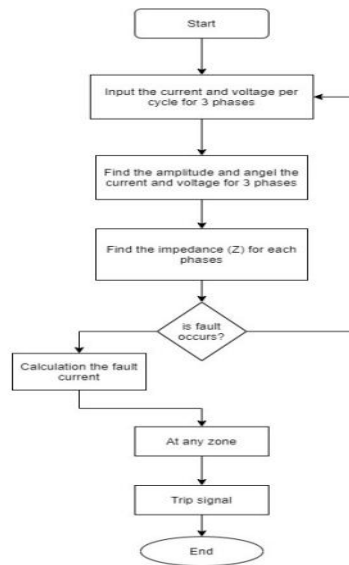 Start
Input the current and voltage per
cycle for 3 phases
Find the amplitude and angel the
current and voltage for 3 phases
Find the impedance (Z) for each
phases
is fault
occurs?
Calculation the fault
current
At any zone
Trip signal
End